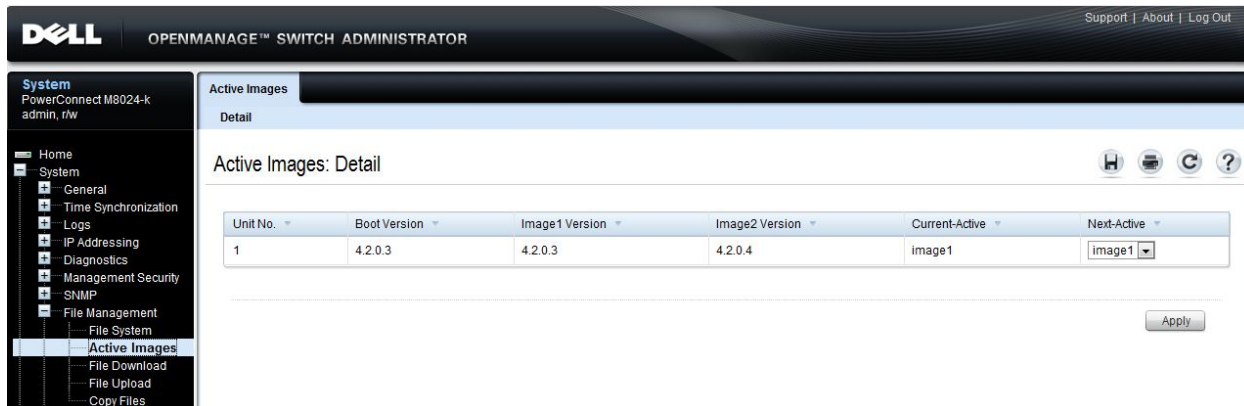 Support | About | Log Out
DELL
OPENMANAGE™ SWITCH ADMINISTRATOR
System
PowerConnect M8024-k
admin, r/w
Home
System
General
Time Synchronization
Logs
IP Addressing
Diagnostics
Management Security
SNMP
File Management
File System
Active Images
File Download
File Upload
Copy Files
Active Images
Detail
Active Images: Detail
?
Unit No. Boot Version Image1 Version Image2 Version Current-Active Next-Active
1 4.2.0.3 4.2.0.3 4.2.0.4 image1 image1
Apply